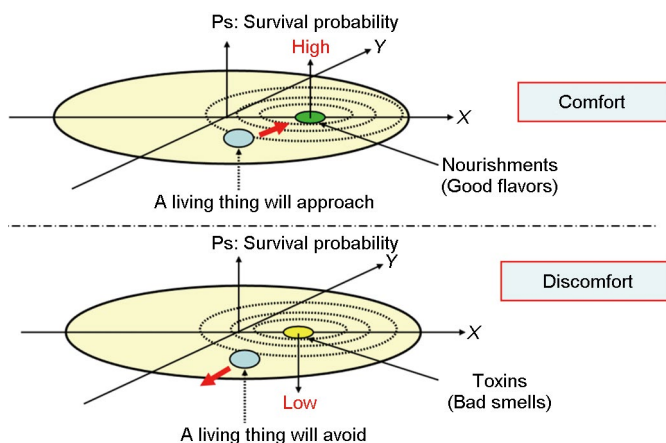 Ps: Survival probability
High
Y
X
Comfort
Nourishments
(Good flavors)
A living thing will approach
Ps: Survival probability
Y
Discomfort
X
Toxins
(Bad smells)
Low
A living thing will avoid